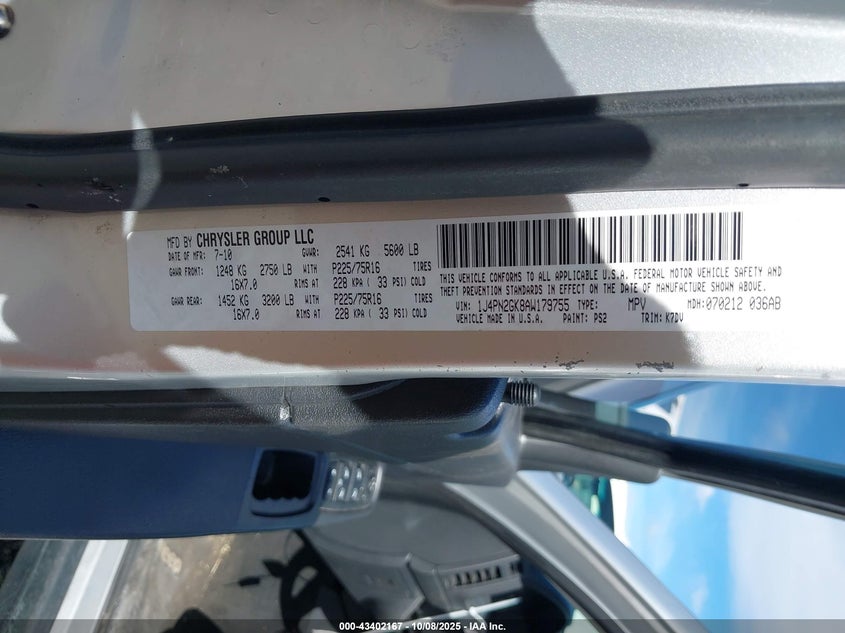 MFD BY CHRYSLER GROUP LLC
DATE OF MFR: 7-10 GVWR: 2541 KG 5600 LB
GAWR FRONT: 1248 KG 2750 LB WITH P225/75R16 TIRES
16X7.0 RIMS AT 228 KPA ( 33 PSI) COLD
GAWR REAR: 1452 KG 3200 LB WITH P225/75R16 TIRES
16X7.0 RIMS AT 228 KPA ( 33 PSI) COLD
THIS VEHICLE CONFORMS TO ALL APPLICABLE U.S.A. FEDERAL MOTOR VEHICLE SAFETY AND
THEFT PREVENTION STANDARDS IN EFFECT ON THE DATE OF MANUFACTURE SHOWN ABOVE.
VIN: 1J4PN2GK8AW179755 TYPE: MPV MDH:070212 036AB
VEHICLE MADE IN U.S.A. PAINT: PS2 TRIM: K7DV
000-43402167 - 10/08/2025 - IAA Inc.